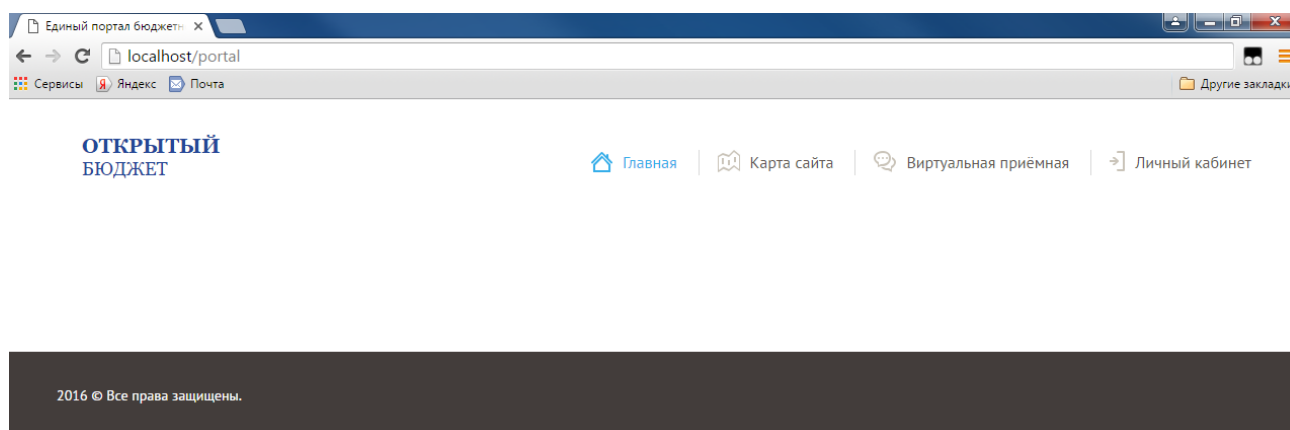 Единый портал бюджетн
localhost/portal
Сервисы Яндекс Почта Другие закладки
ОТКРЫТЫЙ
БЮДЖЕТ
Главная Карта сайта Виртуальная приёмная Личный кабинет
2016 © Все права защищены.